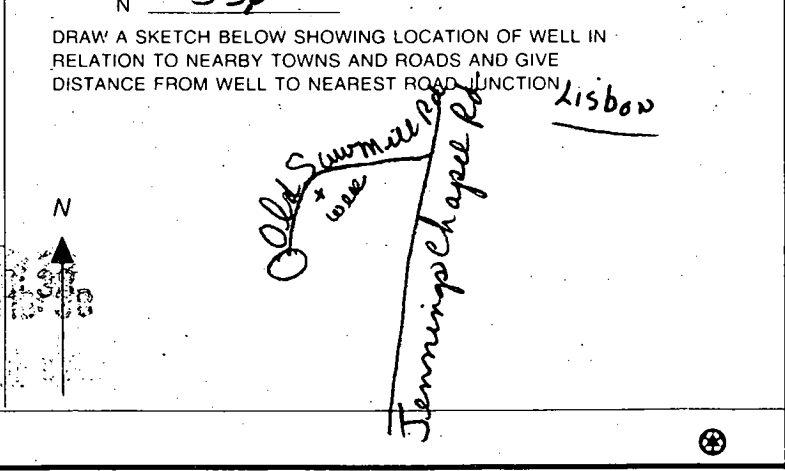 N
DRAW A SKETCH BELOW SHOWING LOCATION OF WELL IN
RELATION TO NEARBY TOWNS AND ROADS AND GIVE
DISTANCE FROM WELL TO NEAREST ROAD JUNCTION
Lisbon
Old Sawmill Rd
+ well
Jennings Chapel Rd
N